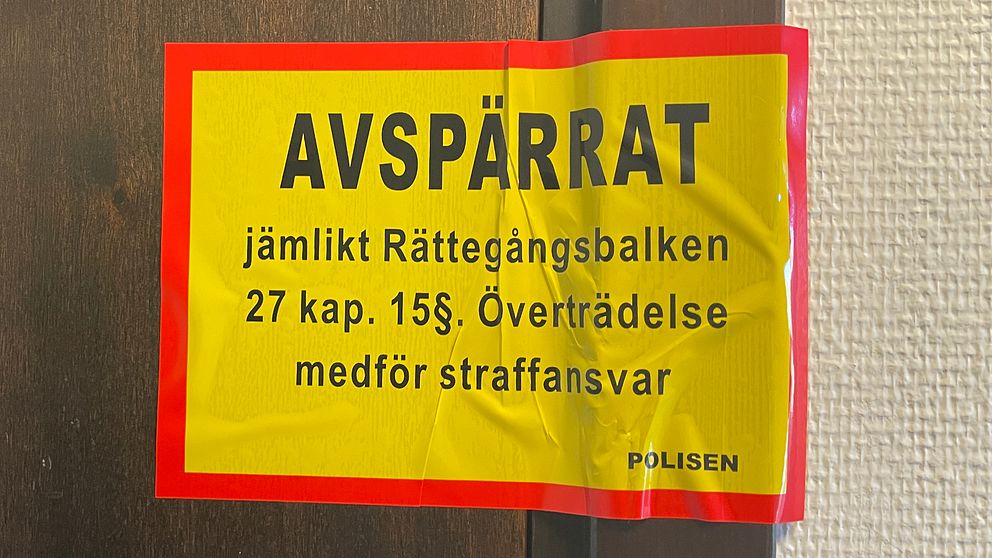 AVSPÄRRAT
jämlikt Rättegångsbalken
27 kap. 15§. Överträdelse
medför straffansvar
POLISEN